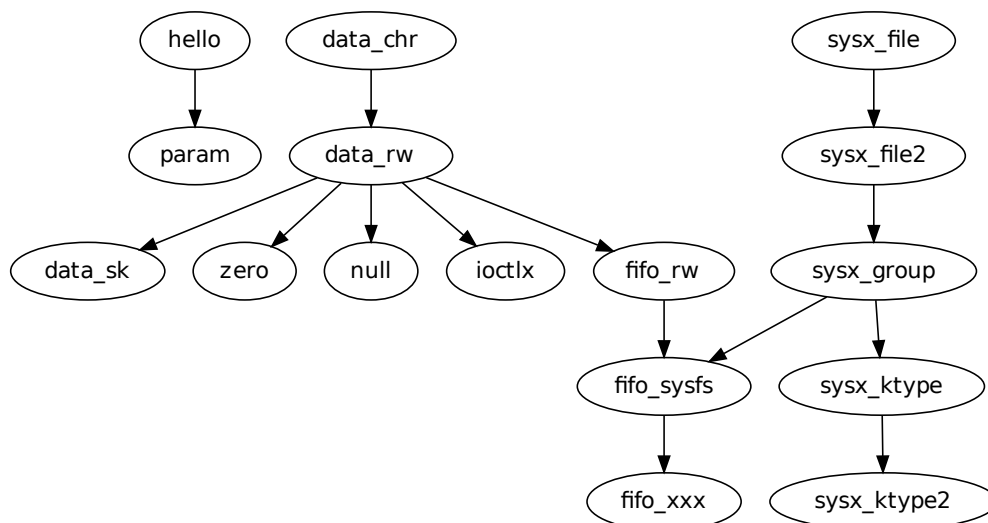 hello
data_chr
sysx_file
param
data_rw
sysx_file2
data_sk
zero
null
ioctlx
fifo_rw
sysx_group
fifo_sysfs
sysx_ktype
fifo_xxx
sysx_ktype2